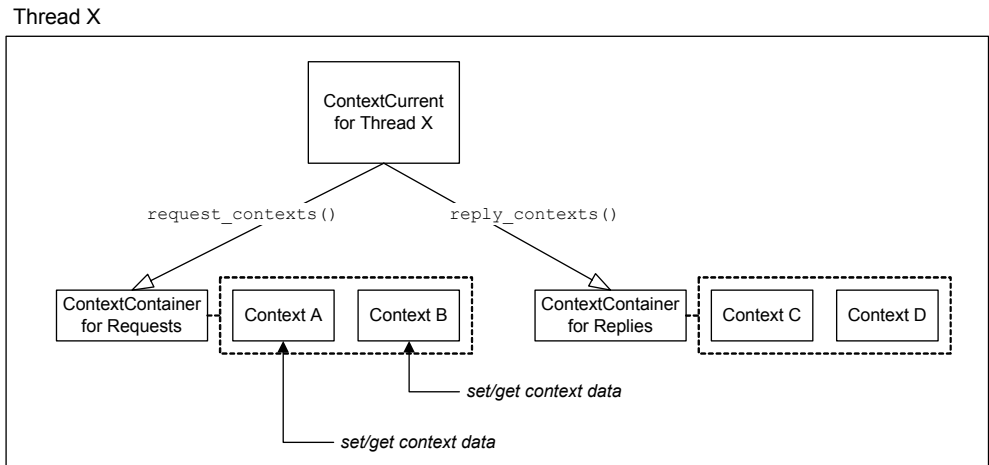 Thread X
ContextCurrent
for Thread X
request_contexts()
reply_contexts()
ContextContainer
for Requests
Context A
Context B
ContextContainer
for Replies
Context C
Context D
set/get context data
set/get context data